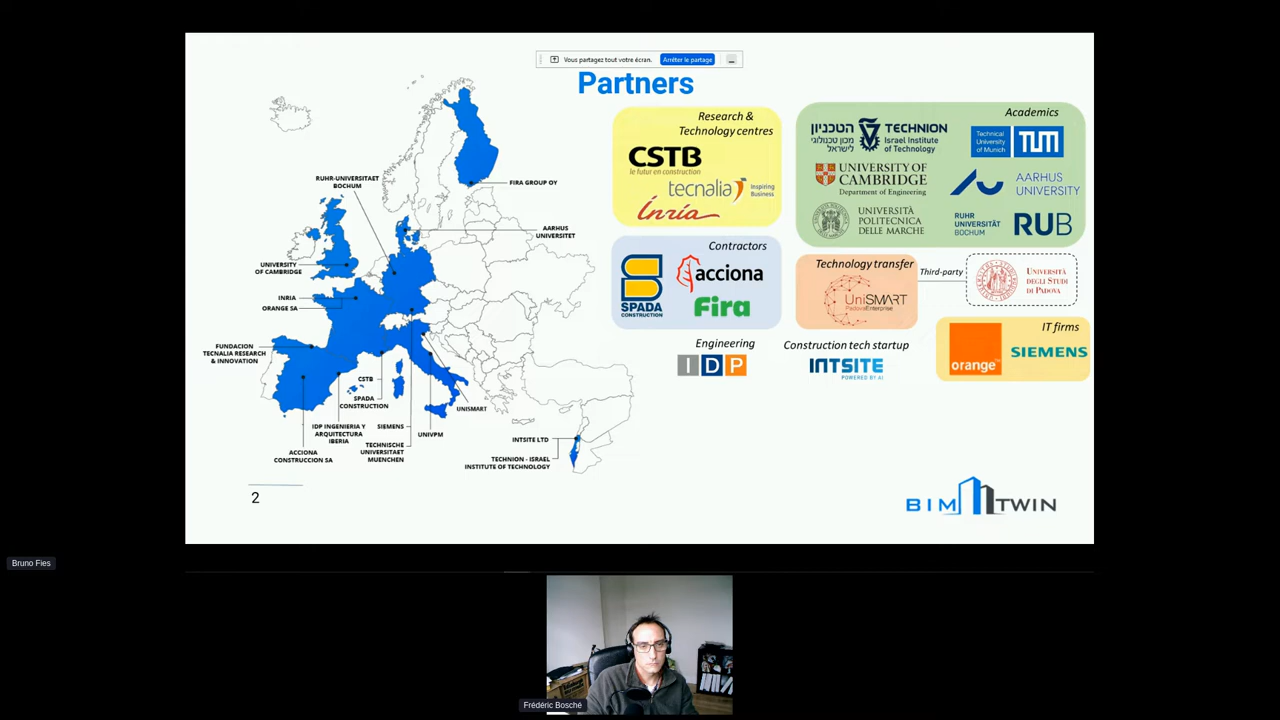 Vous partagez tout votre écran.
Arrêter le partage
Partners
RUHR-UNIVERSITAET
BOCHUM
FIRA GROUP OY
AARHUS
UNIVERSITET
UNIVERSITY
OF CAMBRIDGE
INRIA
ORANGE SA
FUNDACION
TECNALIA RESEARCH
& INNOVATION
CSTB
SPADA
CONSTRUCTION
IDP INGENIERIA Y
ARQUITECTURA
IBERIA
SIEMENS
ACCIONA
CONSTRUCCION SA
TECHNISCHE
UNIVERSITAET
MUENCHEN
UNIVPM
UNISMART
INTSITE LTD
TECHNION - ISRAEL
INSTITUTE OF TECHNOLOGY
Research &
Technology centres
CSTB
le futur en construction
tecnalia
Inspiring
Business
Inria
Academics
הטכניון
מכון טכנולוגי
לישראל
TECHNION
Israel Institute
of Technology
Technical
University
of Munich
TUM
UNIVERSITY OF
CAMBRIDGE
Department of Engineering
AARHUS
UNIVERSITY
UNIVERSITÀ
POLITECNICA
DELLE MARCHE
RUHR
UNIVERSITÄT
BOCHUM
RUB
Contractors
SPADA
CONSTRUCTION
acciona
Fira
Technology transfer
UniSMART
Third-party
UNIVERSITÀ
DEGLI STUDI
DI PADOVA
Engineering
IDP
Construction tech startup
INTSITE
POWERED BY AI
IT firms
orange
SIEMENS
2
BIM TWIN
Bruno Fies
Frédéric Bosché